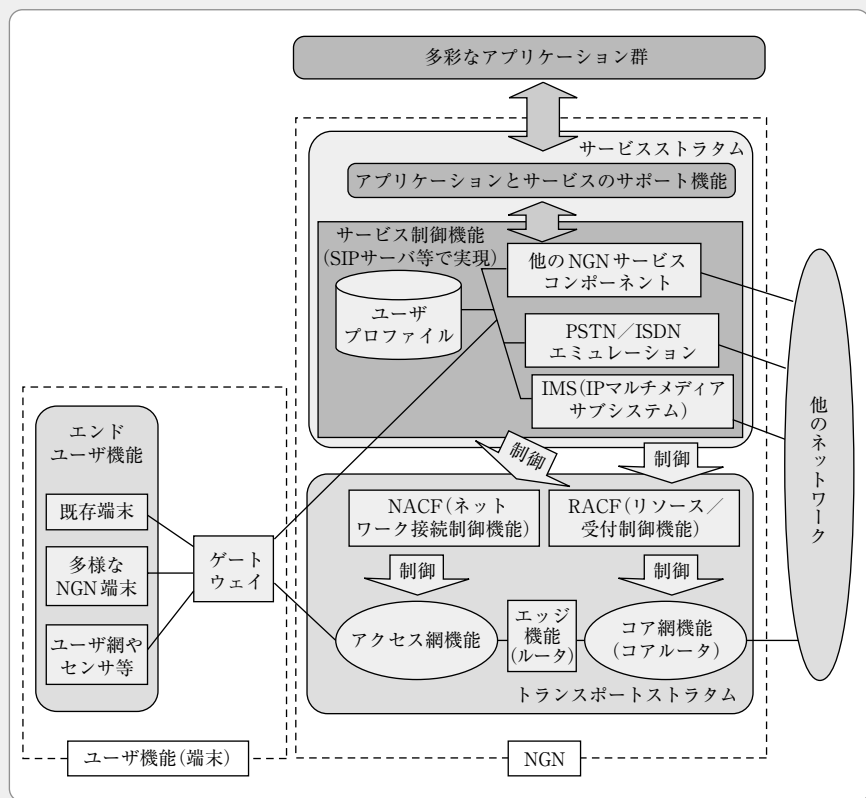 多彩なアプリケーション群
サービスストラタム
アプリケーションとサービスのサポート機能
サービス制御機能
(SIPサーバ等で実現)
他のNGNサービス
コンポーネント
ユーザ
プロファイル
PSTN／ISDN
エミュレーション
IMS(IPマルチメディア
サブシステム)
他のネットワーク
エンド
ユーザ機能
既存端末
多様な
NGN端末
ユーザ網や
センサ等
ゲート
ウェイ
制御
制御
NACF(ネット
ワーク接続制御機能)
RACF(リソース／
受付制御機能)
制御
制御
アクセス網機能
エッジ
機能
(ルータ)
コア網機能
(コアルータ)
トランスポートストラタム
ユーザ機能(端末)
NGN